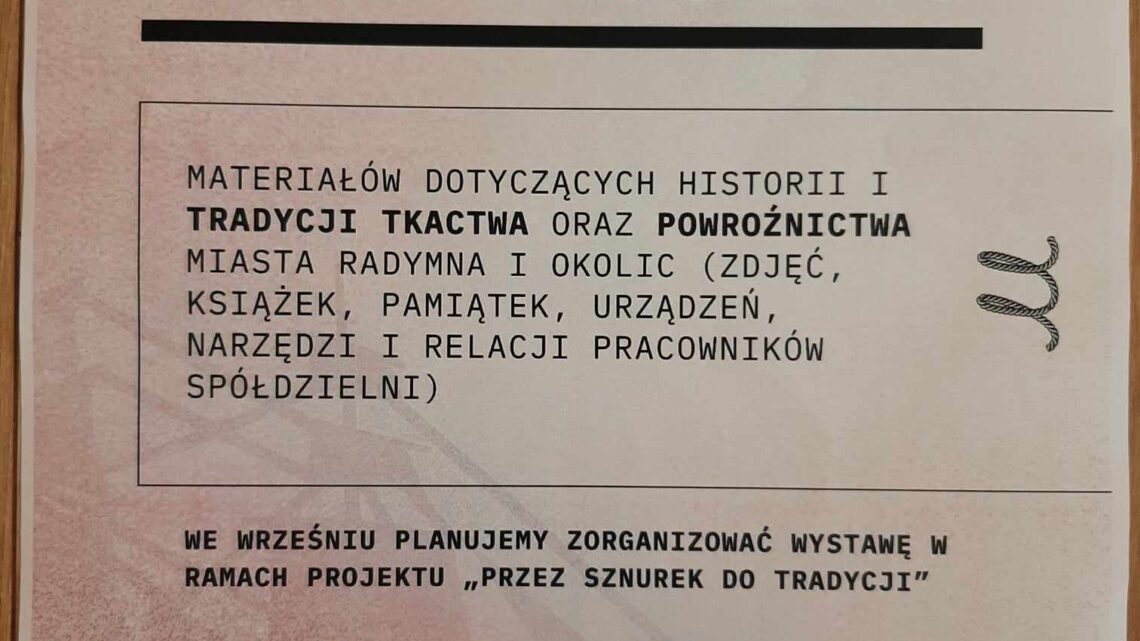 MATERIAŁÓW DOTYCZĄCYCH HISTORII I
TRADYCJI TKACTWA ORAZ POWROŹNICTWA
MIASTA RADYMNA I OKOLIC (ZDJĘĆ,
KSIĄŻEK, PAMIĄTEK, URZĄDZEŃ,
NARZĘDZI I RELACJI PRACOWNIKÓW
SPÓŁDZIELNI)
WE WRZEŚNIU PLANUJEMY ZORGANIZOWAĆ WYSTAWĘ W
RAMACH PROJEKTU „PRZEZ SZNUREK DO TRADYCJI”